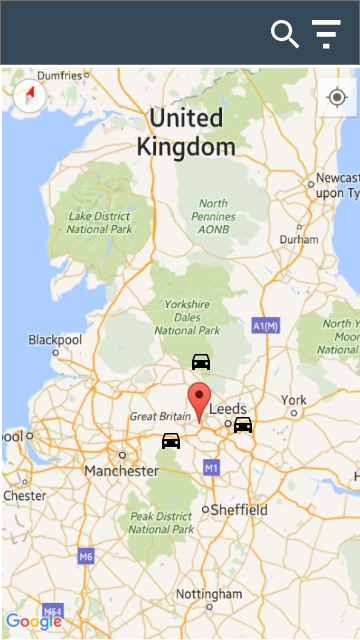 Dumfries
United
Kingdom
Newcast
upon Ty
North
Pennines
AONB
Lake District
National Park
Durham
Yorkshire
Dales
National Park
A1(M)
North Y
Moor
Nationa
Blackpool
York
Leeds
Great Britain
pool
Manchester
M1
Chester
H
Sheffield
Peak District
National Park
M6
Nottingham
M54
Google